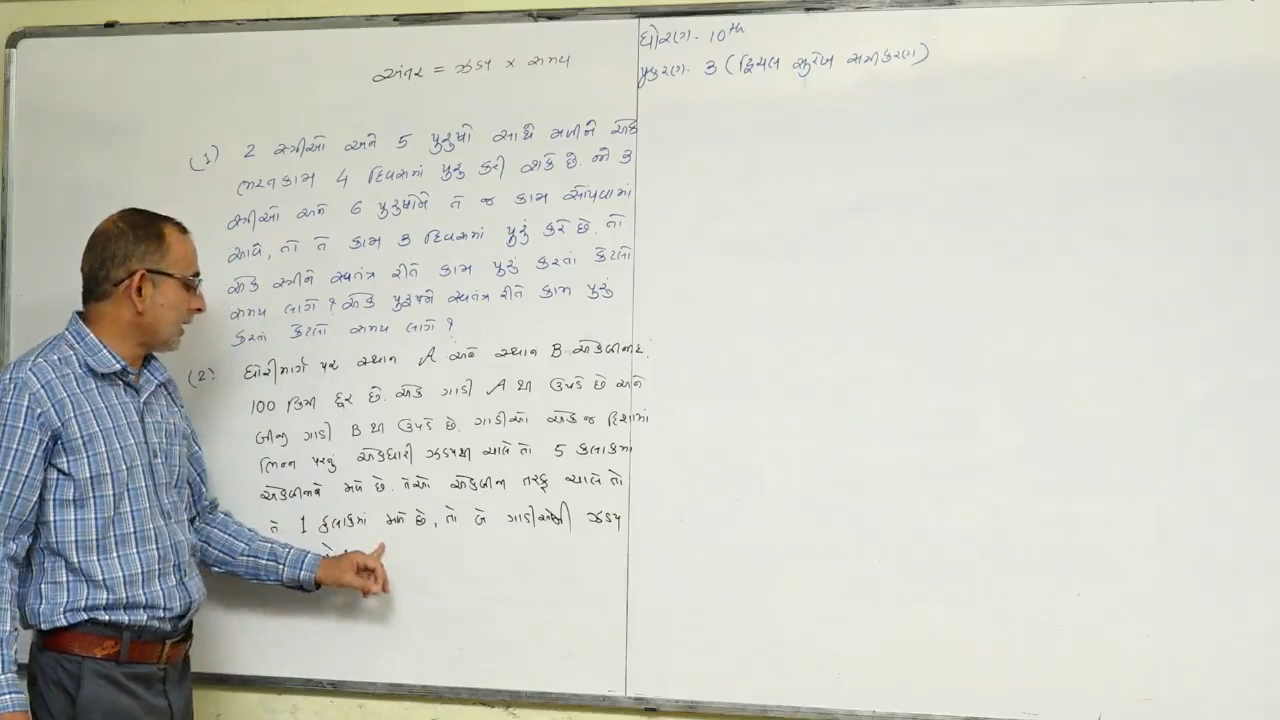 અંતર = ઝડપ × સમય
ધોરણ - 10th
પ્રકરણ - 3 (દ્વિચલ સુરેખ સમીકરણ)
(1) 2 સ્ત્રીઓ અને 5 પુરુષો સાથે મળીને એક
ભરતકામ 4 દિવસમાં પુરું કરી શકે છે. જો 3
સ્ત્રીઓ અને 6 પુરુષોને તે જ કામ સોંપવામાં
આવે, તો તે કામ 3 દિવસમાં પુરું કરે છે. તો
એક સ્ત્રીને સ્વતંત્ર રીતે કામ પુરું કરતાં કેટલો
સમય લાગે ? એક પુરુષને સ્વતંત્ર રીતે કામ પુરું
કરતાં કેટલો સમય લાગે ?
(2) ધોરીમાર્ગ પર સ્થાન A અને સ્થાન B એકબીજાથી
100 કિમી દુર છે. એક ગાડી A થી ઉપડે છે અને
બીજી ગાડી B થી ઉપડે છે. ગાડીઓ એક જ દિશામાં
ભિન્ન પરંતુ એકધારી ઝડપથી ચાલે તો 5 કલાકમાં
એકબીજાને મળે છે. તેઓ એકબીજા તરફ ચાલે તો
તે 1 કલાકમાં મળે છે, તો બે ગાડીઓની ઝડપ